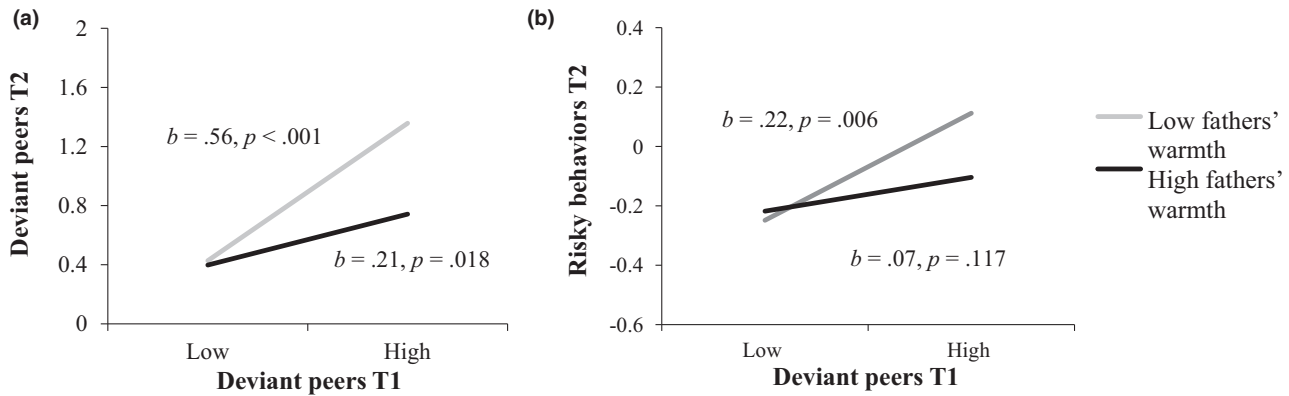 (a)
2
1.6
1.2
0.8
0.4
0
Deviant peers T2
b = .56, p < .001
b = .21, p = .018
Low
High
Deviant peers T1
(b)
0.4
0.2
0
-0.2
-0.4
-0.6
Risky behaviors T2
b = .22, p = .006
b = .07, p = .117
Low
High
Deviant peers T1
Low fathers'
warmth
High fathers'
warmth